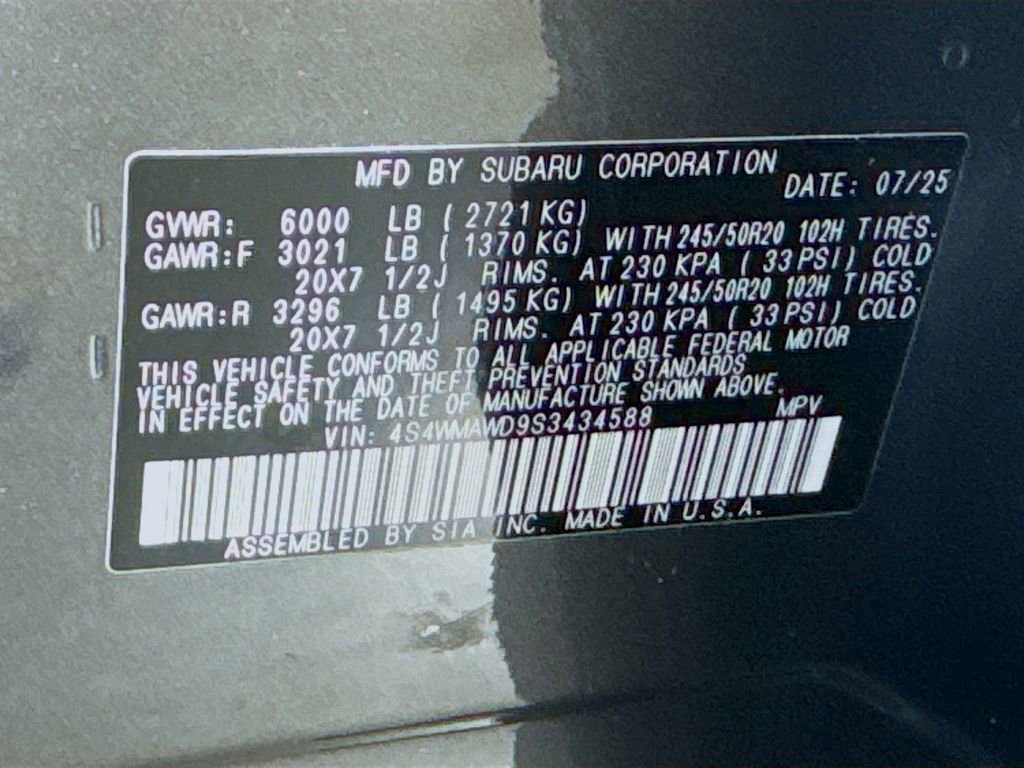 MFD BY SUBARU CORPORATION
DATE: 07/25
GVWR: 6000 LB ( 2721 KG)
GAWR:F 3021 LB ( 1370 KG) WITH 245/50R20 102H TIRES.
20X7 1/2J RIMS. AT 230 KPA ( 33 PSI) COLD
GAWR:R 3296 LB ( 1495 KG) WITH 245/50R20 102H TIRES.
20X7 1/2J RIMS. AT 230 KPA ( 33 PSI) COLD
THIS VEHICLE CONFORMS TO ALL APPLICABLE FEDERAL MOTOR
VEHICLE SAFETY AND THEFT PREVENTION STANDARDS
IN EFFECT ON THE DATE OF MANUFACTURE SHOWN ABOVE.
VIN: 4S4WMAWD9S3434588 MPV
ASSEMBLED BY SIA INC. MADE IN U.S.A.